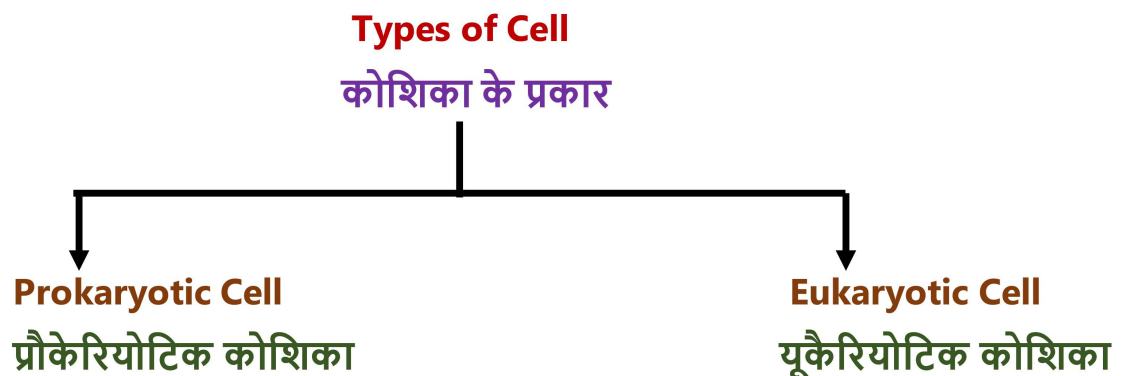 Types of Cell
कोशिका के प्रकार
Prokaryotic Cell
प्रौकेरियोटिक कोशिका
Eukaryotic Cell
यूकैरियोटिक कोशिका